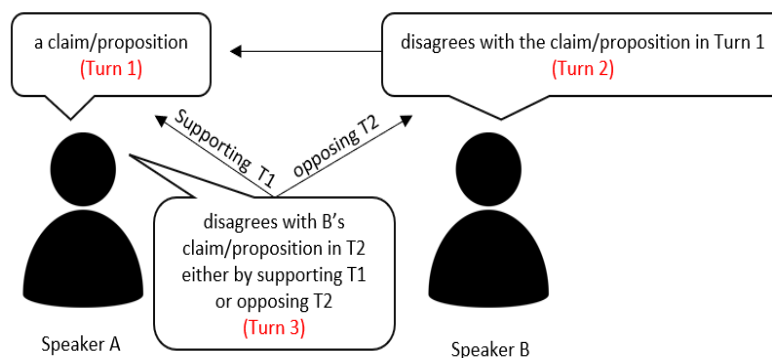 a claim/proposition
(Turn 1)
disagrees with the claim/proposition in Turn 1
(Turn 2)
Supporting T1
opposing T2
disagrees with B's
claim/proposition in T2
either by supporting T1
or opposing T2
(Turn 3)
Speaker A
Speaker B